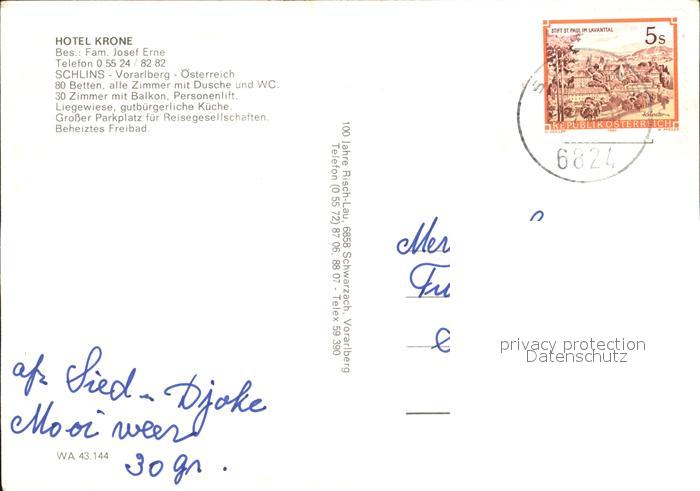 HOTEL KRONE
Bes.: Fam. Josef Erne
Telefon 0 55 24 / 82 82
SCHLINS - Vorarlberg - Österreich
80 Betten, alle Zimmer mit Dusche und WC.
30 Zimmer mit Balkon, Personenlift.
Liegewiese, gutbürgerliche Küche.
Großer Parkplatz für Reisegesellschaften.
Beheiztes Freibad.
STIFT ST. PAUL IM LAVANTTAL
5s
REPUBLIK ÖSTERREICH
6824
100 Jahre Risch-Lau, 6858 Schwarzach, Vorarlberg
Telefon (0 55 72) 87 06, 88 07 - Telex 59 390
privacy protection
Datenschutz
afz Sied Djoke
Mooi weer
30 gr.
WA 43.144